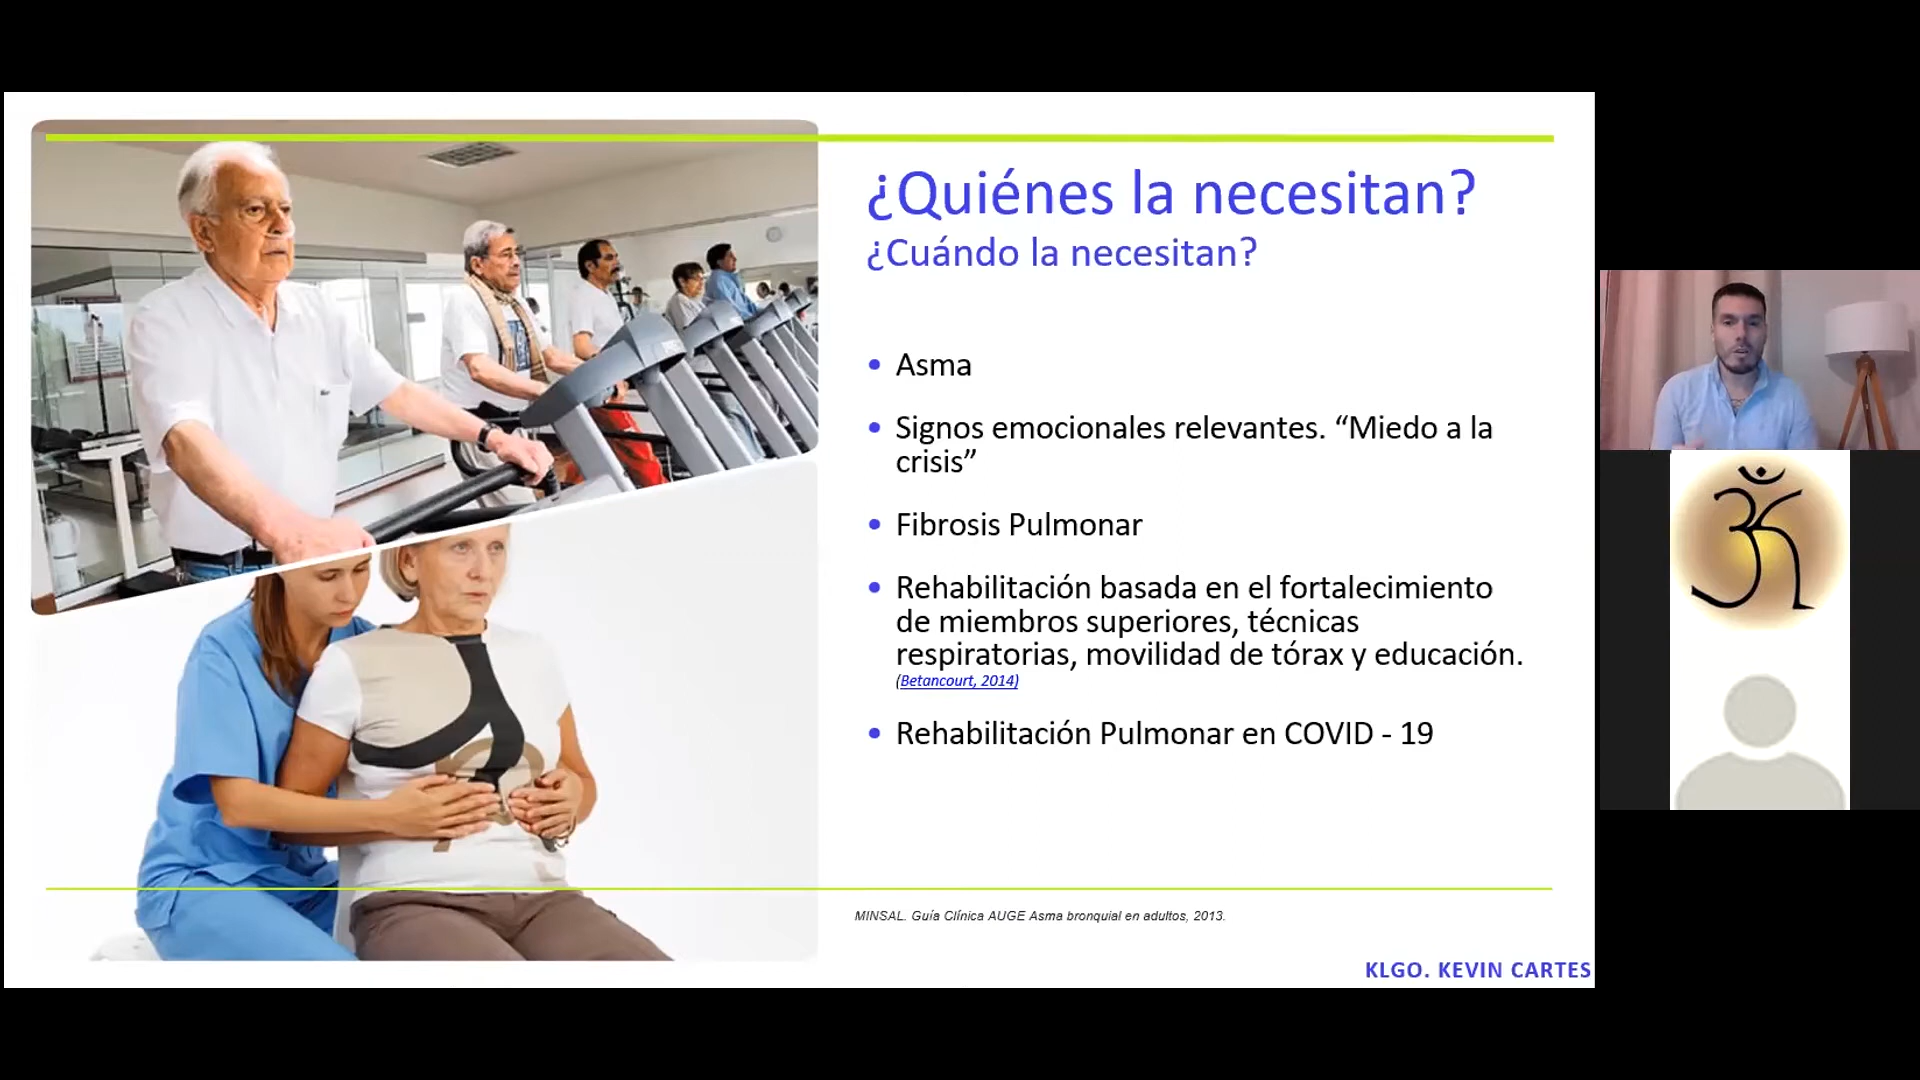 ¿Quiénes la necesitan?
¿Cuándo la necesitan?
• Asma
• Signos emocionales relevantes. “Miedo a la
crisis”
• Fibrosis Pulmonar
• Rehabilitación basada en el fortalecimiento
de miembros superiores, técnicas
respiratorias, movilidad de tórax y educación.
(Betancourt, 2014)
• Rehabilitación Pulmonar en COVID - 19
MINSAL. Guía Clínica AUGE Asma bronquial en adultos, 2013.
KLGO. KEVIN CARTES